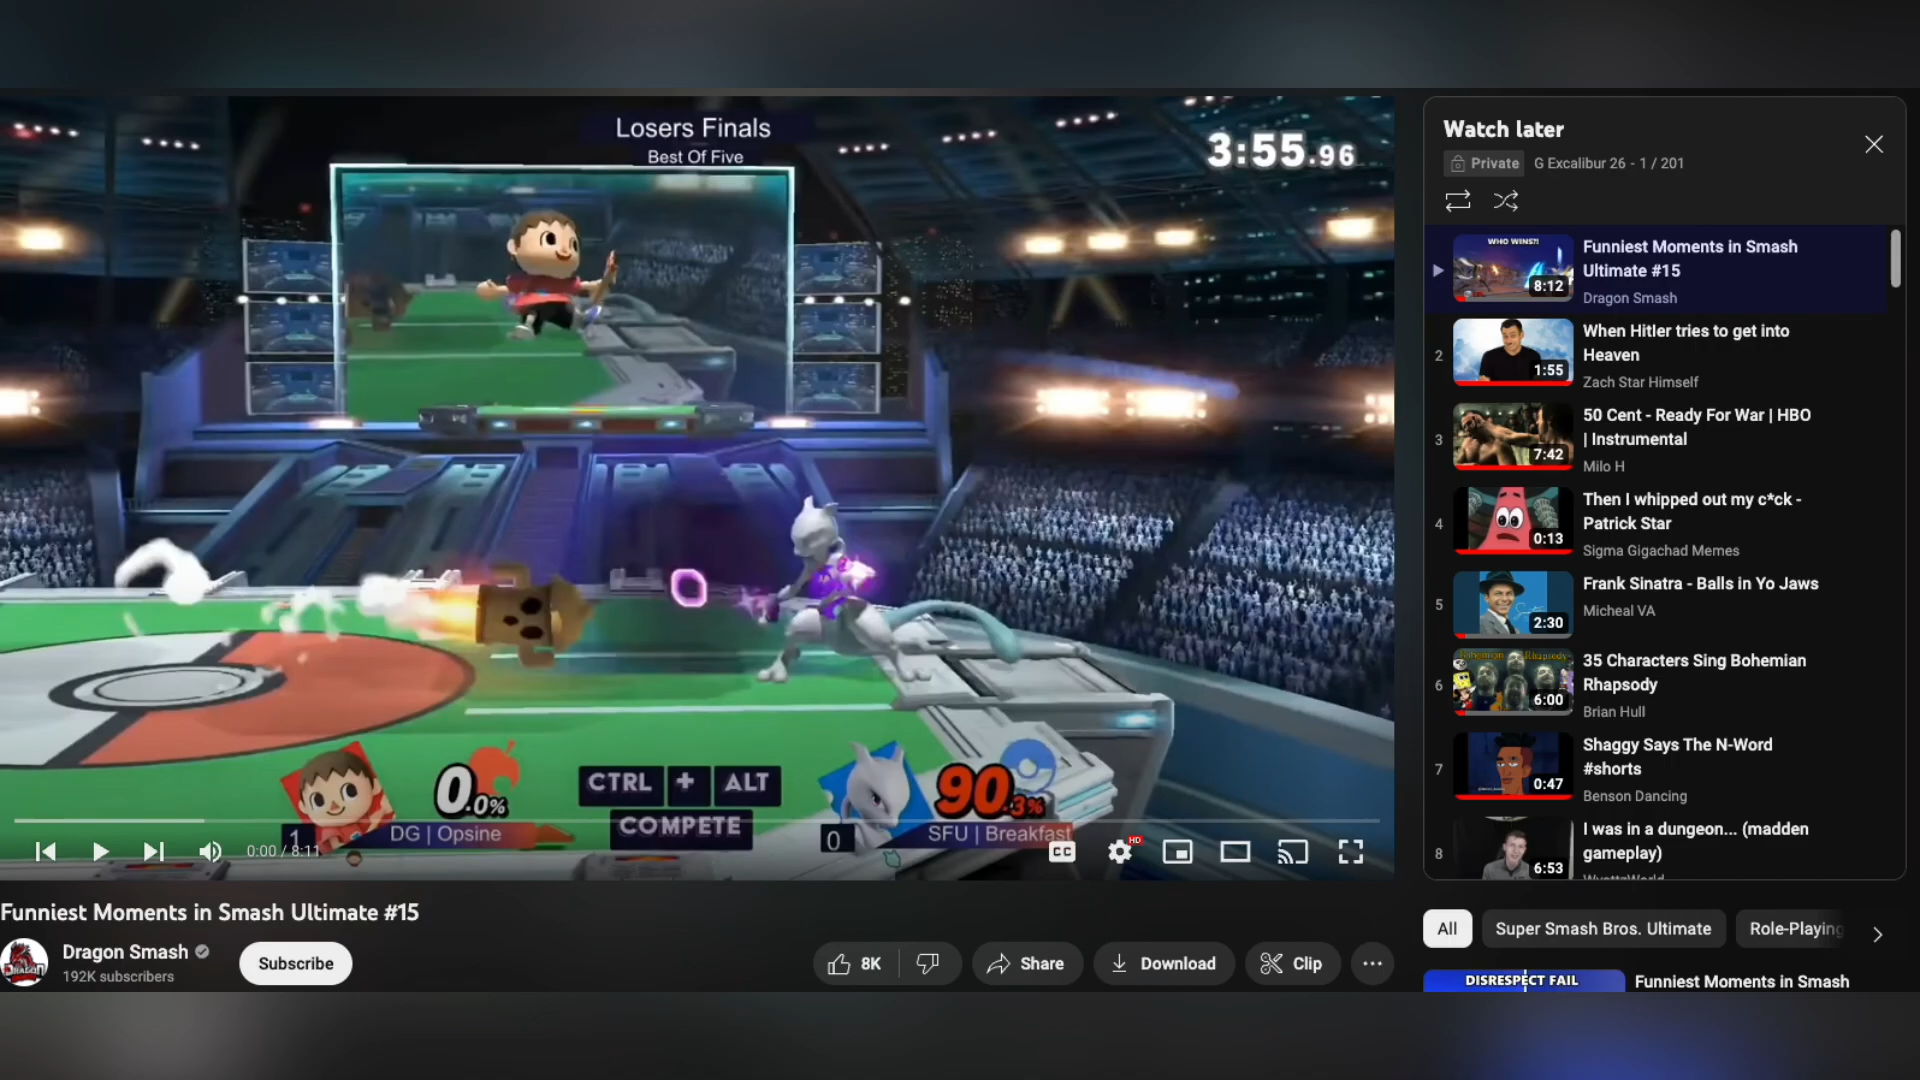 Losers Finals
Best Of Five
3:55.96
1
0.0%
DG | Opsine
CTRL + ALT
COMPETE
0
90.3%
SFU | Breakfast
0:00 / 8:11
CC
HD
Funniest Moments in Smash Ultimate #15
Dragon Smash
192K subscribers
Subscribe
8K
Share
Download
Clip
Watch later
Private
G Excalibur 26 - 1 / 201
WHO WINS?!
8:12
Funniest Moments in Smash
Ultimate #15
Dragon Smash
2
1:55
When Hitler tries to get into
Heaven
Zach Star Himself
3
7:42
50 Cent - Ready For War | HBO
| Instrumental
Milo H
4
0:13
Then I whipped out my c*ck -
Patrick Star
Sigma Gigachad Memes
5
2:30
Frank Sinatra - Balls in Yo Jaws
Micheal VA
6
Bohemian Rhapsody
6:00
35 Characters Sing Bohemian
Rhapsody
Brian Hull
7
0:47
Shaggy Says The N-Word
#shorts
Benson Dancing
8
6:53
I was in a dungeon... (madden
gameplay)
All
Super Smash Bros. Ultimate
Role-Playing
DISRESPECT FAIL
Funniest Moments in Smash